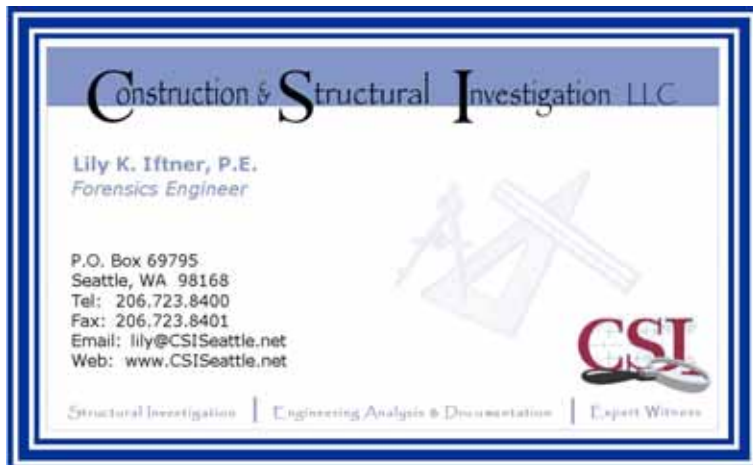 Construction & Structural Investigation LLC
Lily K. Iftner, P.E.
Forensics Engineer
P.O. Box 69795
Seattle, WA 98168
Tel: 206.723.8400
Fax: 206.723.8401
Email: lily@CSISeattle.net
Web: www.CSISeattle.net
CSI
Structural Investigation | Engineering Analysis & Documentation | Expert Witness